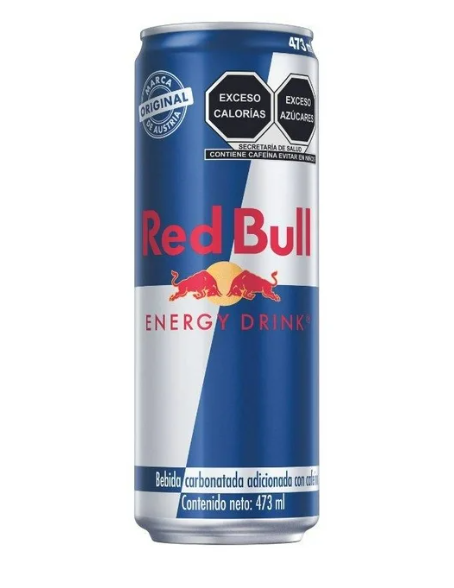 473 ml
MARCA
ORIGINAL
DE AUSTRIA
EXCESO
CALORÍAS
EXCESO
AZÚCARES
SECRETARÍA DE SALUD
CONTIENE CAFEÍNA EVITAR EN
Red Bull
ENERGY DRINK
Bebida carbonatada adicionada con
Contenido neto: 473 ml